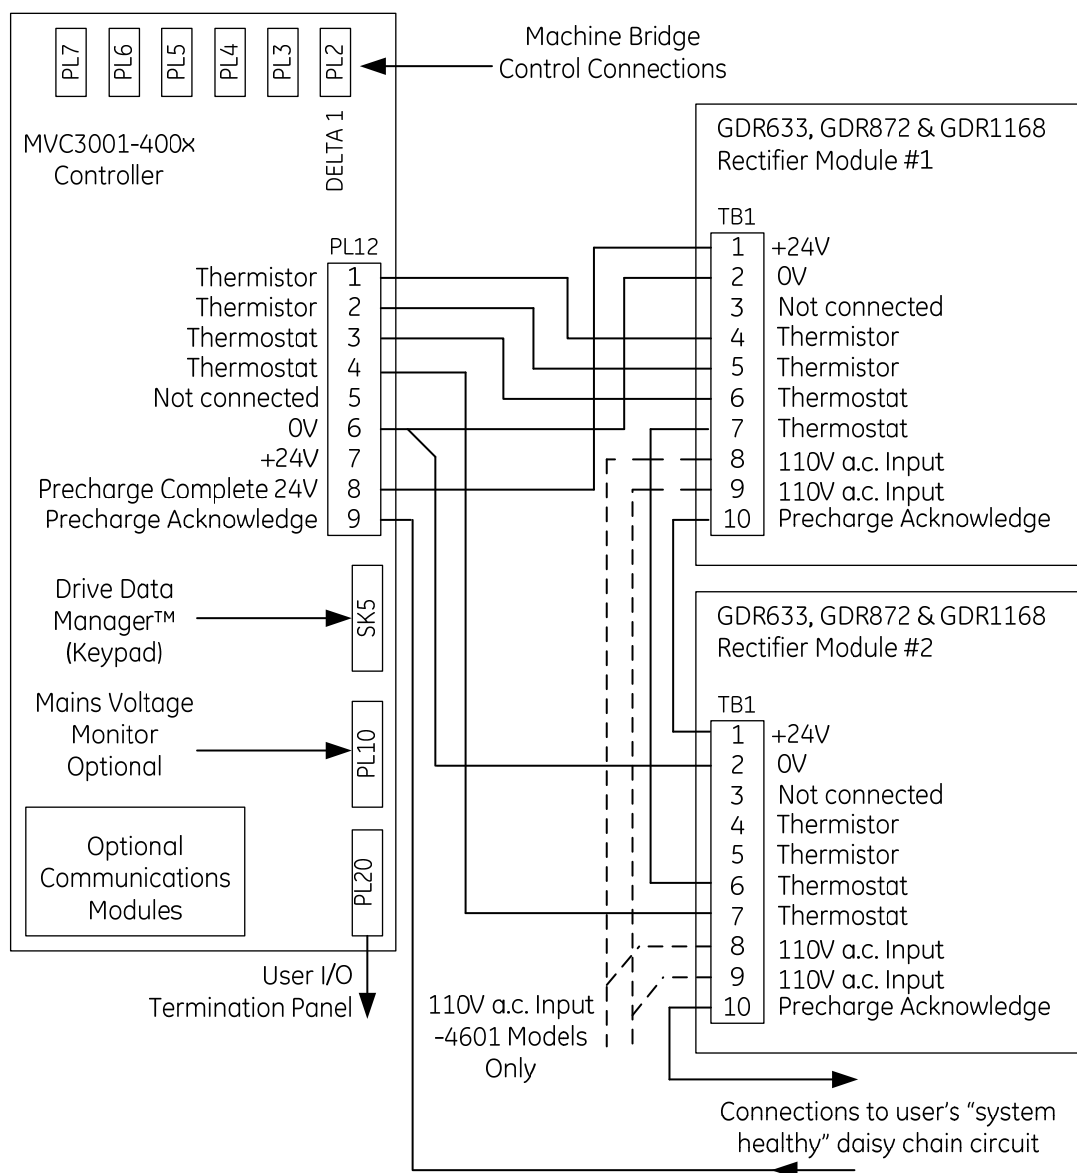 PL7
PL6
PL5
PL4
PL3
PL2
Machine Bridge
Control Connections
MVC3001-400x
Controller
DELTA 1
PL12
Thermistor 1
Thermistor 2
Thermostat 3
Thermostat 4
Not connected 5
0V 6
+24V 7
Precharge Complete 24V 8
Precharge Acknowledge 9
Drive Data
Manager™
(Keypad)
SK5
Mains Voltage
Monitor
Optional
PL10
Optional
Communications
Modules
PL20
User I/O
Termination Panel
GDR633, GDR872 & GDR1168
Rectifier Module #1
TB1
1 +24V
2 0V
3 Not connected
4 Thermistor
5 Thermistor
6 Thermostat
7 Thermostat
8 110V a.c. Input
9 110V a.c. Input
10 Precharge Acknowledge
GDR633, GDR872 & GDR1168
Rectifier Module #2
TB1
1 +24V
2 0V
3 Not connected
4 Thermistor
5 Thermistor
6 Thermostat
7 Thermostat
8 110V a.c. Input
9 110V a.c. Input
10 Precharge Acknowledge
110V a.c. Input
-4601 Models
Only
Connections to user's “system
healthy” daisy chain circuit